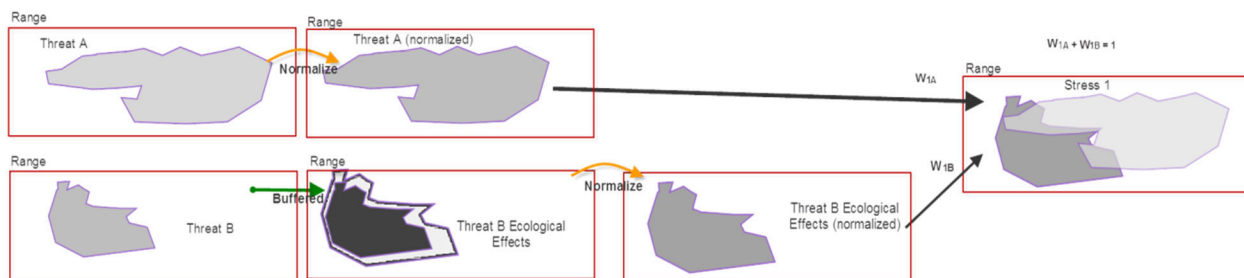 Range
Threat A
Normalize
Range
Threat A (normalized)
W1A
W1A + W1B = 1
Range
Stress 1
Range
Threat B
Buffered
Range
Threat B Ecological
Effects
Normalize
Threat B Ecological
Effects (normalized)
W1B